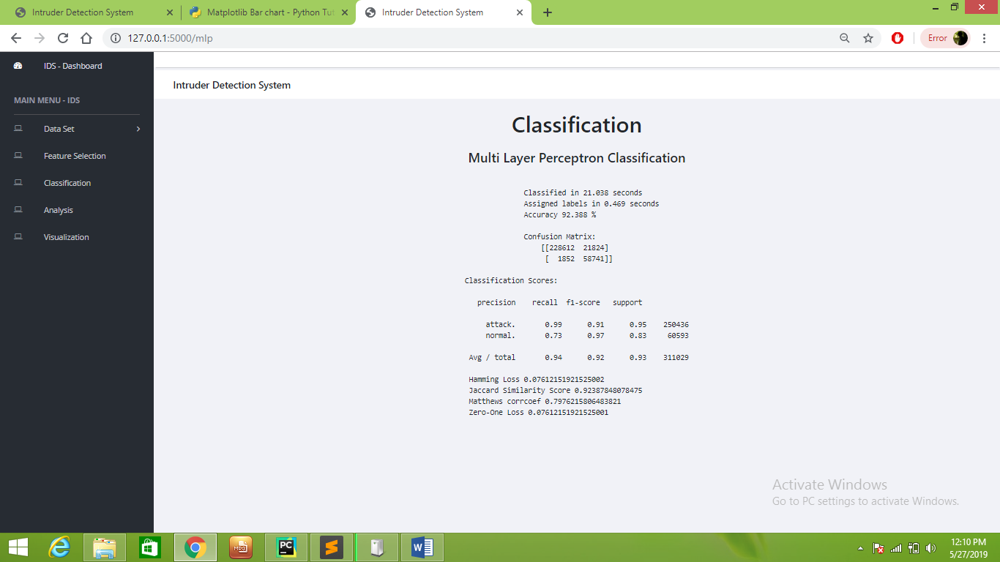 Intruder Detection System
Matplotlib Bar chart - Python Tut
Intruder Detection System
127.0.0.1:5000/mlp
Error
IDS - Dashboard
MAIN MENU - IDS
Data Set
Feature Selection
Classification
Analysis
Visualization
Intruder Detection System
Classification
Multi Layer Perceptron Classification
Classified in 21.038 seconds
Assigned labels in 0.469 seconds
Accuracy 92.388 %
Confusion Matrix:
[[228612 21824]
[ 1852 58741]]
Classification Scores:
precision recall f1-score support
attack. 0.99 0.91 0.95 250436
normal. 0.73 0.97 0.83 60593
Avg / total 0.94 0.92 0.93 311029
Hamming Loss 0.07612151921525002
Jaccard Similarity Score 0.92387848078475
Matthews corrcoef 0.7976215806483821
Zero-One Loss 0.07612151921525001
Activate Windows
Go to PC settings to activate Windows.
MP3
PC
W
12:10 PM
5/27/2019